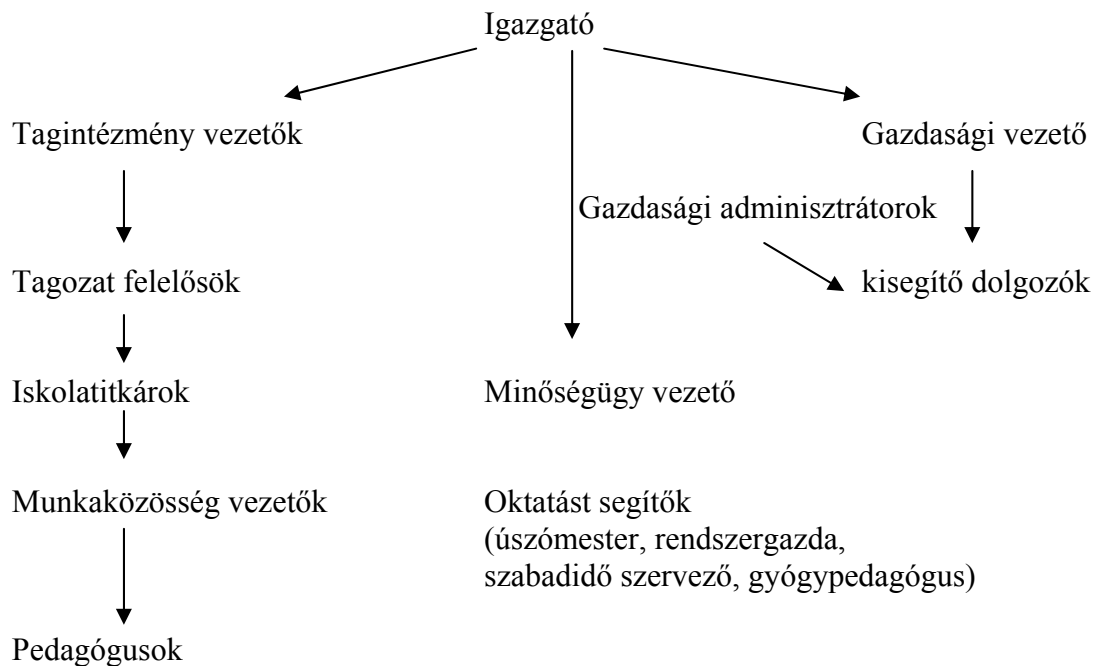 Igazgató
Tagintézmény vezetők
Gazdasági vezető
Gazdasági adminisztrátorok
Tagozat felelősök
kisegítő dolgozók
Iskolatitkárok
Minőségügy vezető
Munkaközösség vezetők
Oktatást segítők
(úszómester, rendszergazda,
szabadidő szervező, gyógypedagógus)
Pedagógusok